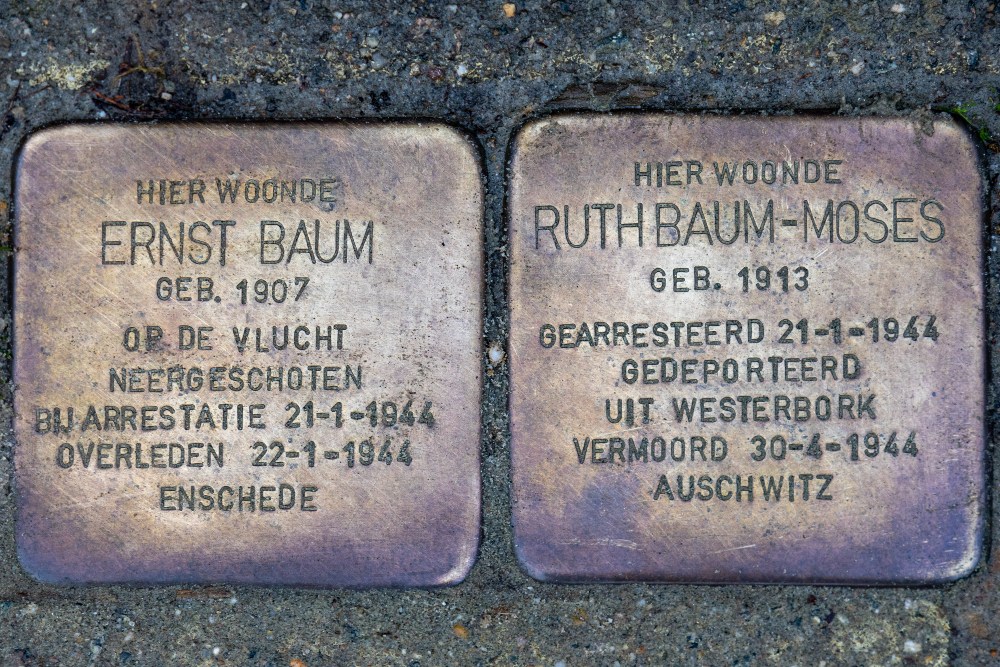 HIER WOONDE
ERNST BAUM
GEB. 1907
OP DE VLUCHT
NEERGESCHOTEN
BIJ ARRESTATIE 21-1-1944
OVERLEDEN 22-1-1944
ENSCHEDE
HIER WOONDE
RUTH BAUM-MOSES
GEB. 1913
GEARRESTEERD 21-1-1944
GEDEPORTEERD
UIT WESTERBORK
VERMOORD 30-4-1944
AUSCHWITZ